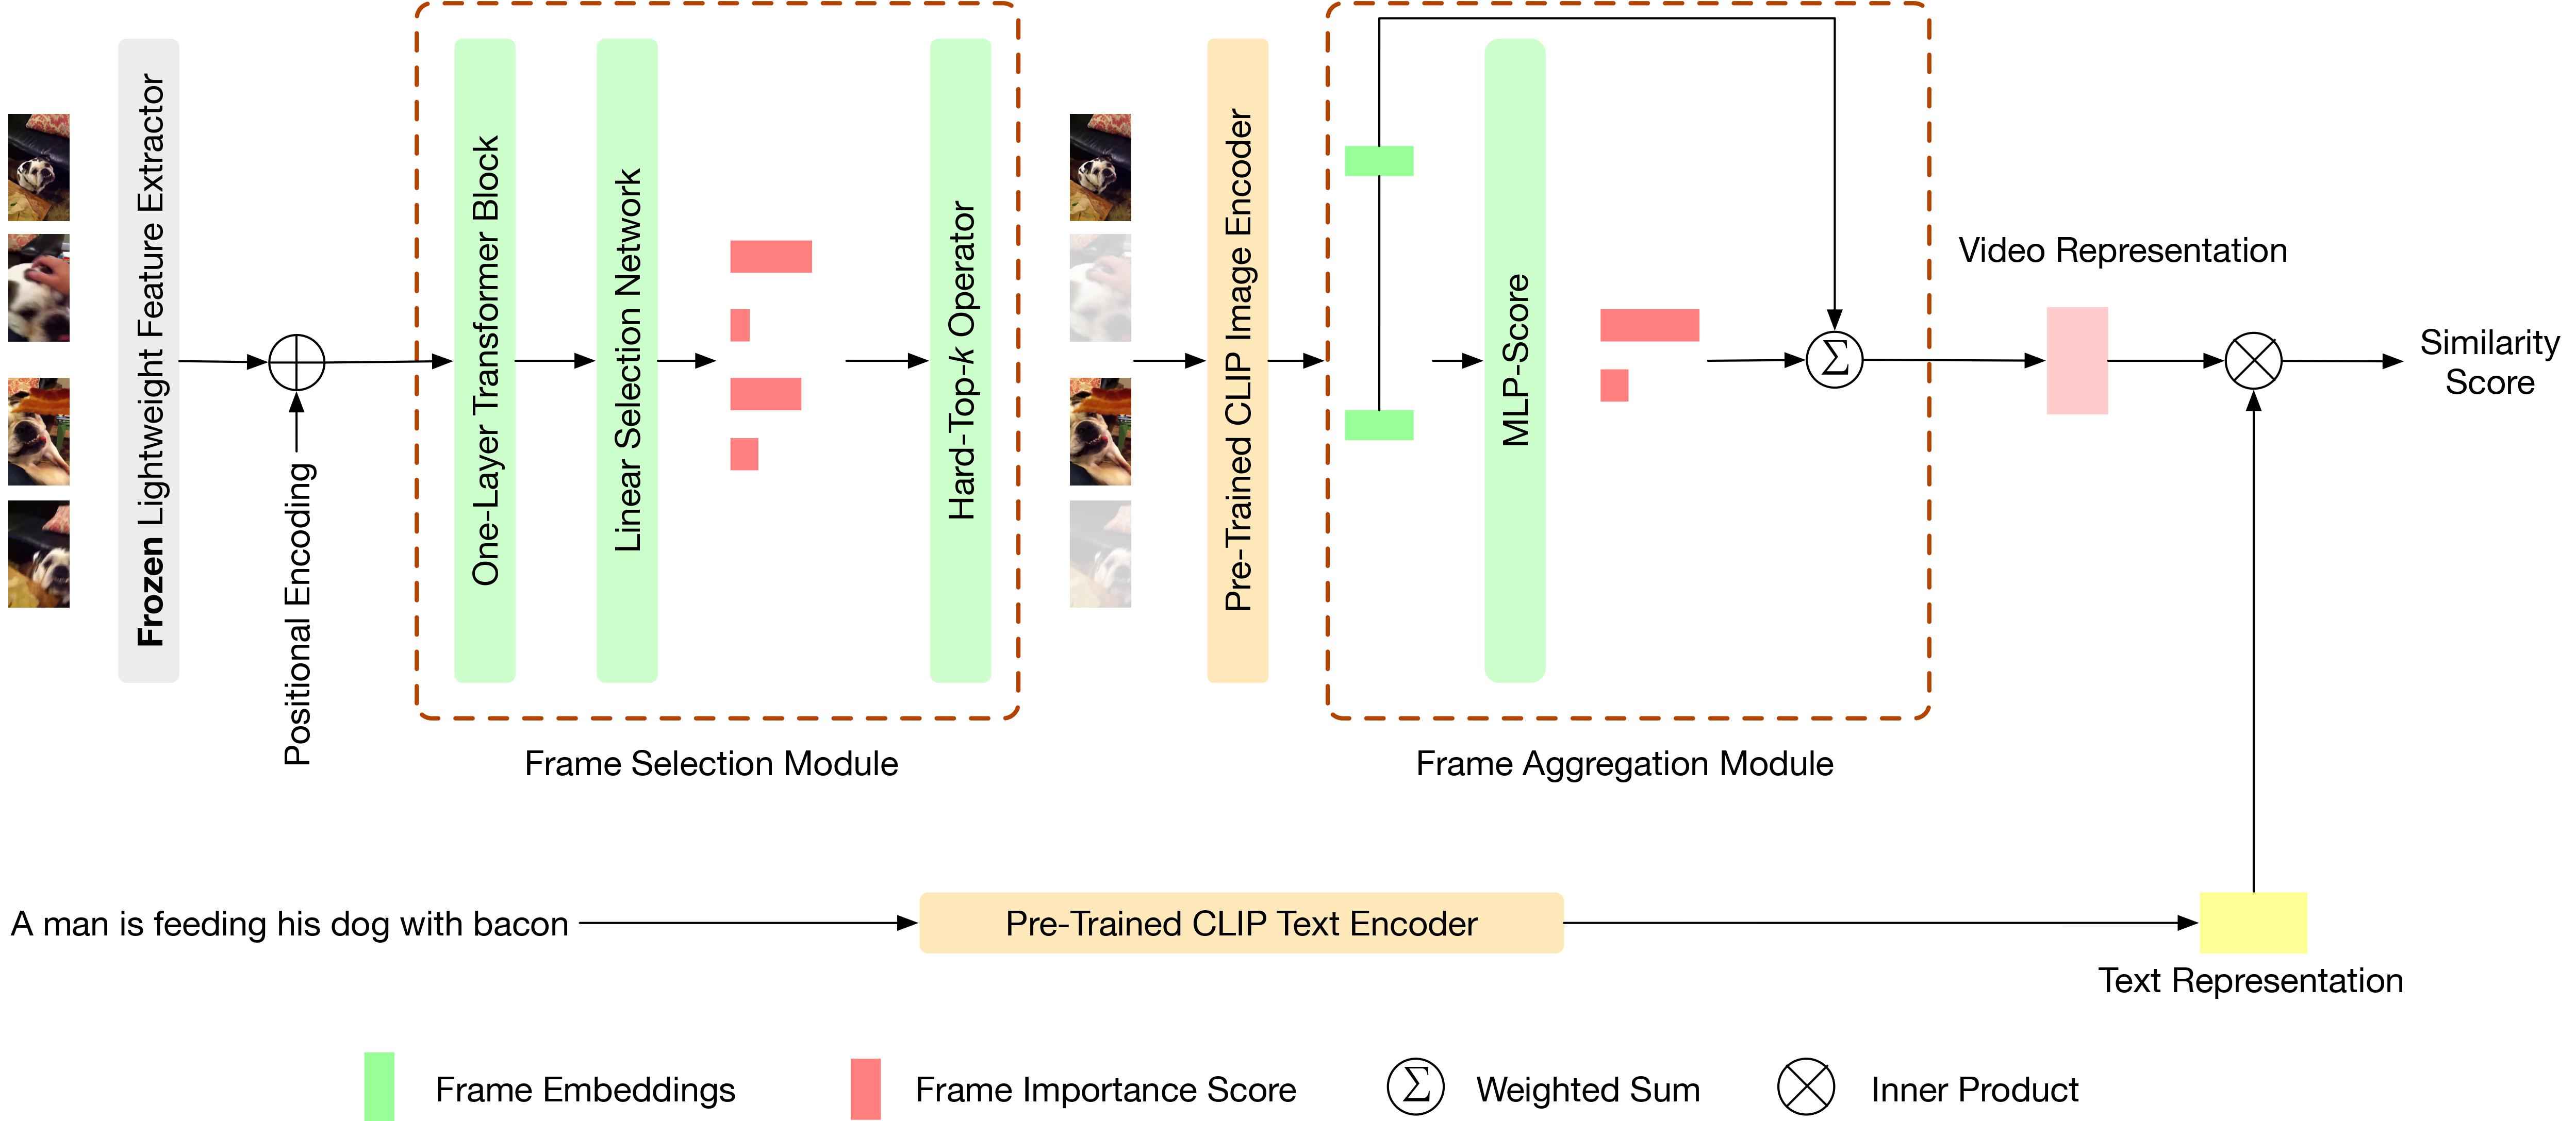 Frozen Lightweight Feature Extractor
Positional Encoding
One-Layer Transformer Block
Linear Selection Network
Hard-Top-k Operator
Frame Selection Module
Pre-Trained CLIP Image Encoder
MLP-Score
Σ
Frame Aggregation Module
Video Representation
Similarity
Score
A man is feeding his dog with bacon
Pre-Trained CLIP Text Encoder
Text Representation
Frame Embeddings
Frame Importance Score
Σ Weighted Sum
Inner Product